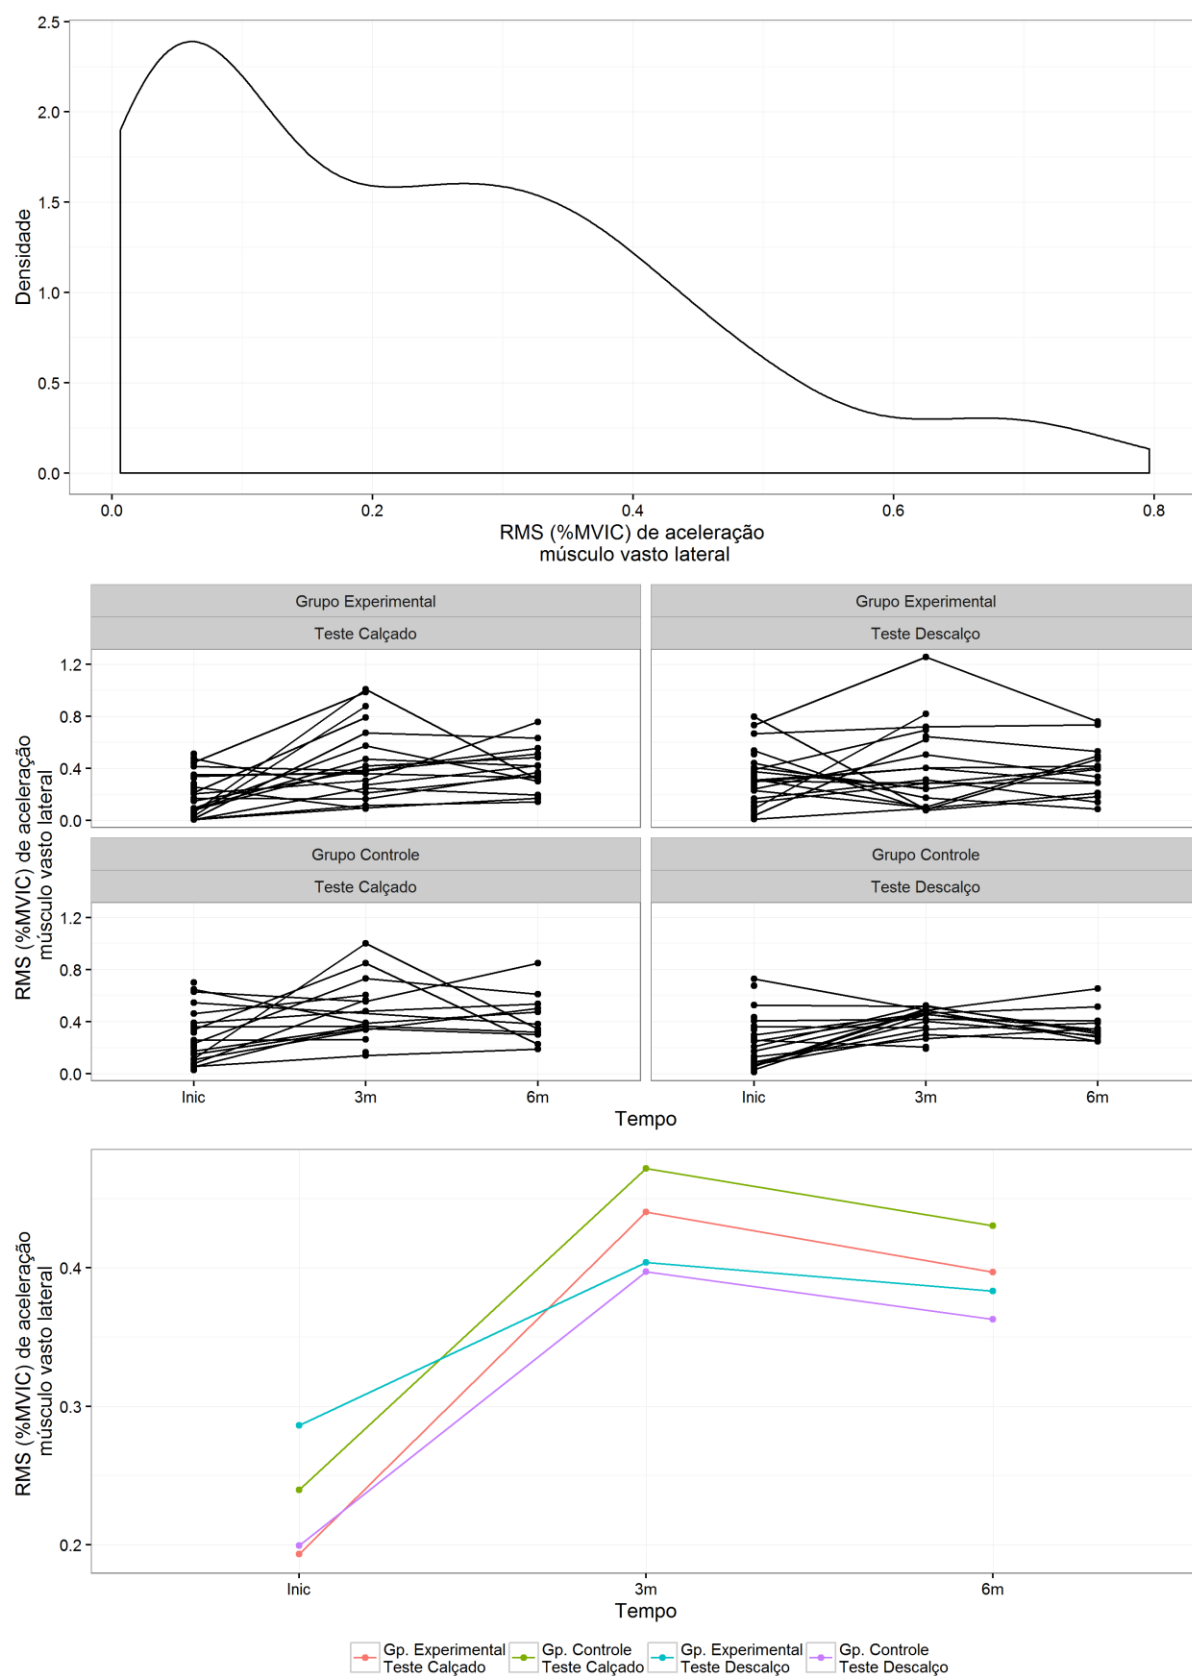 2.5
2.0
1.5
1.0
0.5
0.0
Densidade
0.0 0.2 0.4 0.6 0.8
RMS (%MVIC) de aceleração
músculo vasto lateral
Grupo Experimental Grupo Experimental
Teste Calçado Teste Descalço
1.2
0.8
0.4
0.0
Grupo Controle Grupo Controle
Teste Calçado Teste Descalço
1.2
0.8
0.4
0.0
RMS (%MVIC) de aceleração
músculo vasto lateral
Inic 3m 6m Inic 3m 6m
Tempo
0.4
0.3
0.2
RMS (%MVIC) de aceleração
músculo vasto lateral
Inic 3m 6m
Tempo
Gp. Experimental Gp. Controle Gp. Experimental Gp. Controle
Teste Calçado Teste Calçado Teste Descalço Teste Descalço